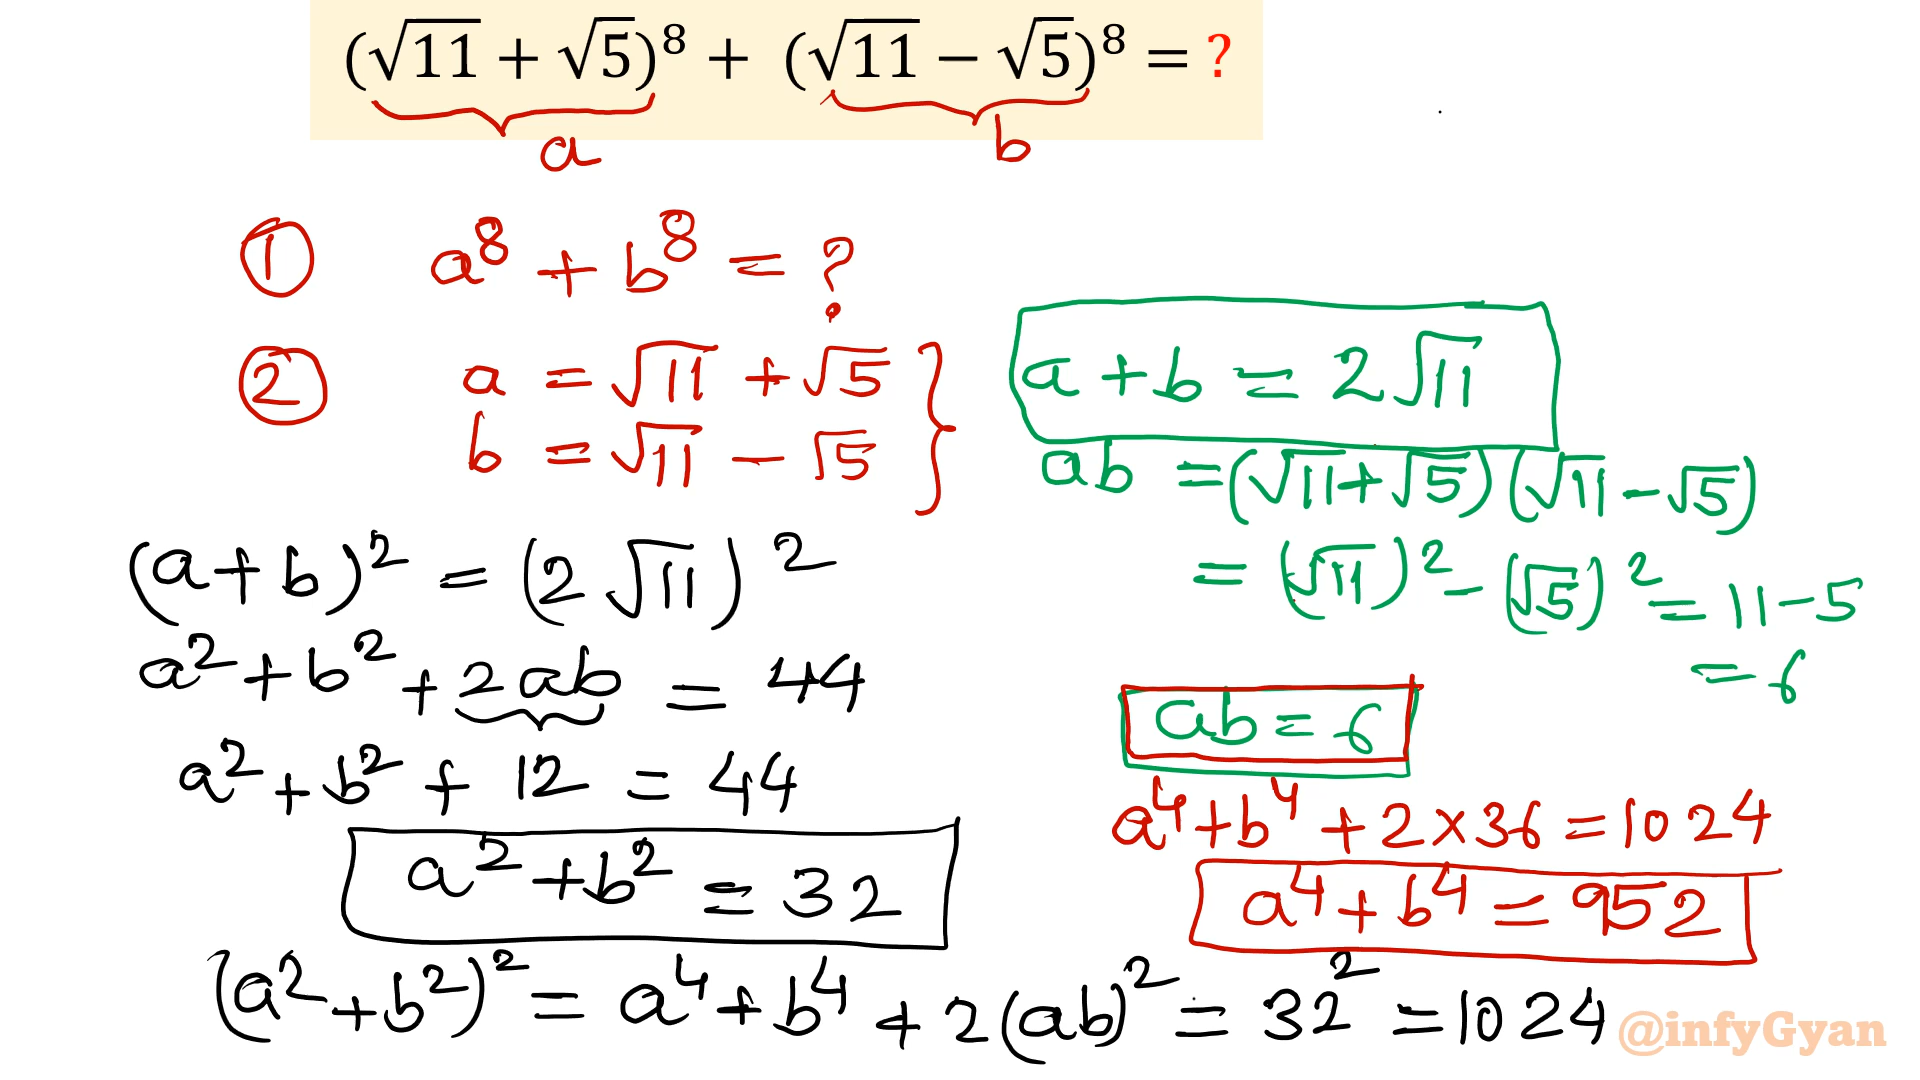 (√11 + √5)⁸ + (√11 − √5)⁸ = ?
a b
① a⁸ + b⁸ = ?
② a = √11 + √5
b = √11 − √5
a + b = 2√11
ab = (√11 + √5)(√11 − √5)
= (√11)² − (√5)² = 11 − 5
= 6
ab = 6
(a + b)² = (2√11)²
a² + b² + 2ab = 44
a² + b² + 12 = 44
a² + b² = 32
(a² + b²)² = a⁴ + b⁴ + 2(ab)² = 32² = 1024
a⁴ + b⁴ + 2×36 = 1024
a⁴ + b⁴ = 952
@infyGyan